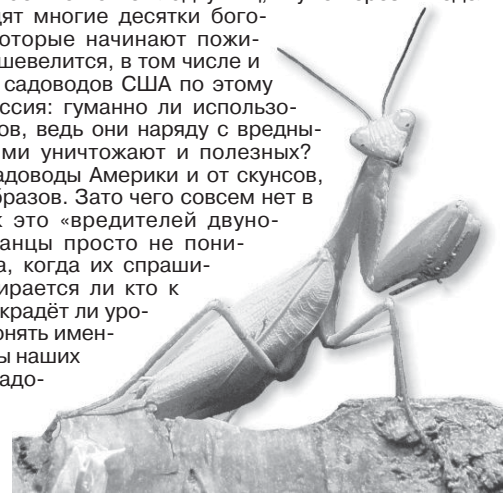 дят многие десятки бого-
оторые начинают пожи-
шевелится, в том числе и
садоводов США по этому
ссия: гуманно ли использо-
ов, ведь они наряду с вредны-
ми уничтожают и полезных?
адоводы Америки и от скунсов,
бразов. Зато чего совсем нет в
к это «вредителей двуно-
анцы просто не пони-
а, когда их спраши-
ирается ли кто к
крадёт ли уро-
онять имен-
ы наших
адо-